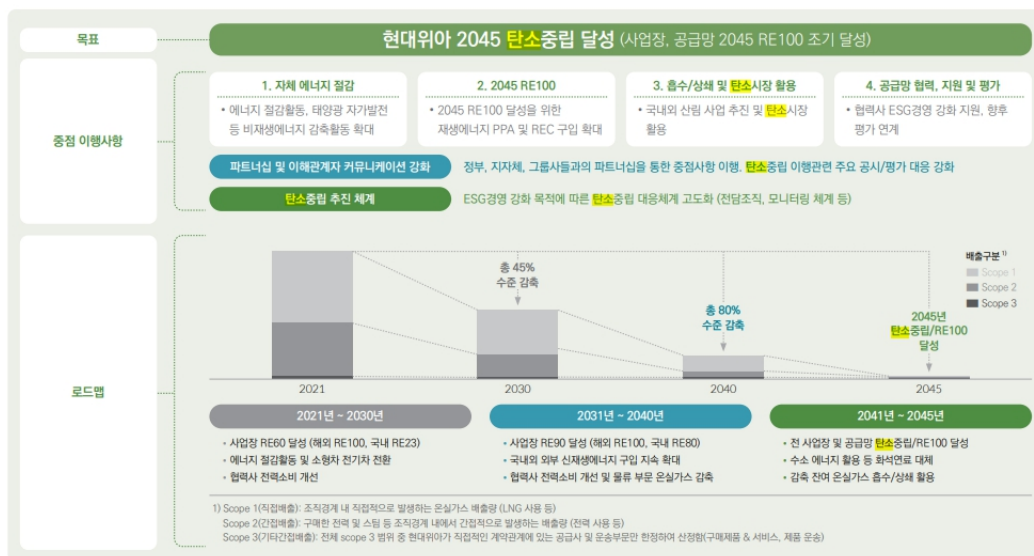 목표
현대위아 2045 탄소중립 달성 (사업장, 공급망 2045 RE100 조기 달성)
중점 이행사항
1. 자체 에너지 절감
• 에너지 절감활동, 태양광 자가발전
등 비재생에너지 감축활동 확대
2. 2045 RE100
• 2045 RE100 달성을 위한
재생에너지 PPA 및 REC 구입 확대
3. 흡수/상쇄 및 탄소시장 활용
• 국내외 산림 사업 추진 및 탄소시장
활용
4. 공급망 협력, 지원 및 평가
• 협력사 ESG경영 강화 지원, 향후
평가 연계
파트너십 및 이해관계자 커뮤니케이션 강화
정부, 지자체, 그룹사들과의 파트너십을 통한 중점사항 이행. 탄소중립 이행관련 주요 공시/평가 대응 강화
탄소중립 추진 체계
ESG경영 강화 목적에 따른 탄소중립 대응체계 고도화 (전담조직, 모니터링 체계 등)
로드맵
총 45%
수준 감축
총 80%
수준 감축
2045년
탄소중립/RE100
달성
배출구분 1)
Scope 1
Scope 2
Scope 3
2021
2030
2040
2045
2021년 ~ 2030년
• 사업장 RE60 달성 (해외 RE100, 국내 RE23)
• 에너지 절감활동 및 소형차 전기차 전환
• 협력사 전력소비 개선
2031년 ~ 2040년
• 사업장 RE90 달성 (해외 RE100, 국내 RE80)
• 국내외 외부 신재생에너지 구입 지속 확대
• 협력사 전력소비 개선 및 물류 부문 온실가스 감축
2041년 ~ 2045년
• 전 사업장 및 공급망 탄소중립/RE100 달성
• 수소 에너지 활용 등 화석연료 대체
• 감축 잔여 온실가스 흡수/상쇄 활용
1) Scope 1(직접배출): 조직경계 내 직접적으로 발생하는 온실가스 배출량 (LNG 사용 등)
Scope 2(간접배출): 구매한 전력 및 스팀 등 조직경계 내에서 간접적으로 발생하는 배출량 (전력 사용 등)
Scope 3(기타간접배출): 전체 scope 3 범위 중 현대위아가 직접적인 계약관계에 있는 공급사 및 운송부문만 한정하여 산정함(구매제품 & 서비스, 제품 운송)